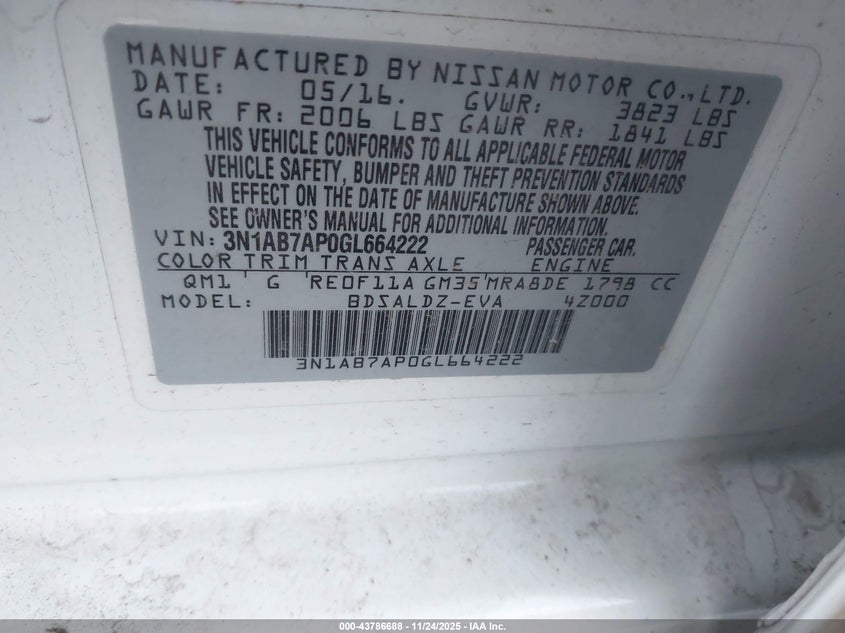 MANUFACTURED BY NISSAN MOTOR CO., LTD.
DATE: 05/16. GVWR: 3823 LBS
GAWR FR: 2006 LBS GAWR RR: 1841 LBS
THIS VEHICLE CONFORMS TO ALL APPLICABLE FEDERAL MOTOR
VEHICLE SAFETY, BUMPER AND THEFT PREVENTION STANDARDS
IN EFFECT ON THE DATE OF MANUFACTURE SHOWN ABOVE.
SEE OWNER'S MANUAL FOR ADDITIONAL INFORMATION.
VIN: 3N1AB7AP0GL664222 PASSENGER CAR.
COLOR TRIM TRANS AXLE ENGINE
QM1 G RE0F11A GM35 MRA8DE 1798 CC
MODEL: BDSALDZ-EVA 4Z000
3N1AB7AP0GL664222
000-43786688 - 11/24/2025 - IAA Inc.